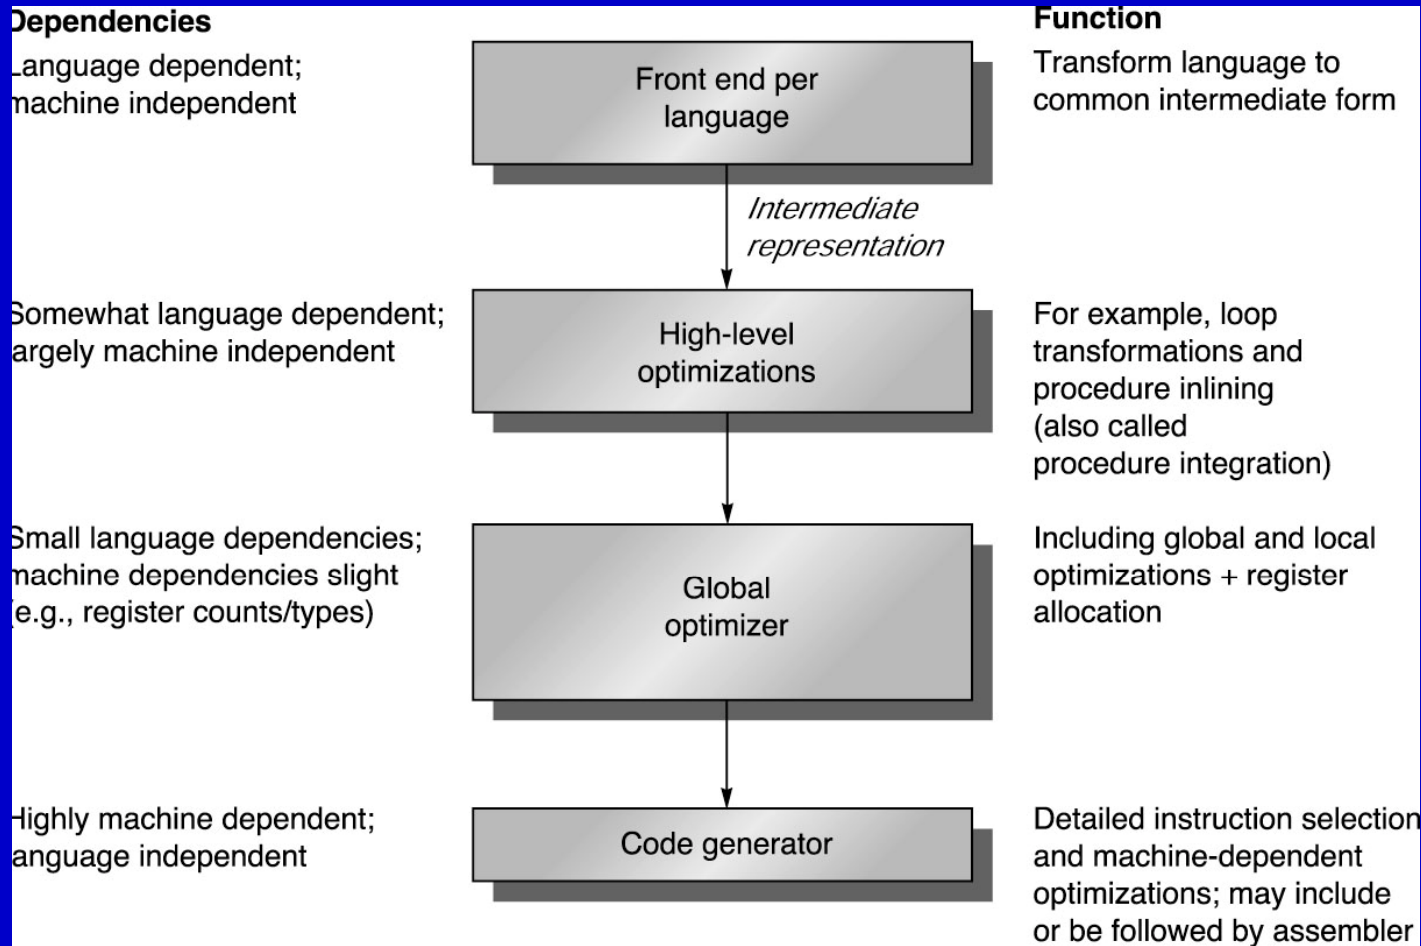 Dependencies
Language dependent;
machine independent
Front end per
language
Function
Transform language to
common intermediate form
Intermediate
representation
Somewhat language dependent;
largely machine independent
High-level
optimizations
For example, loop
transformations and
procedure inlining
(also called
procedure integration)
Small language dependencies;
machine dependencies slight
(e.g., register counts/types)
Global
optimizer
Including global and local
optimizations + register
allocation
Highly machine dependent;
language independent
Code generator
Detailed instruction selection
and machine-dependent
optimizations; may include
or be followed by assembler